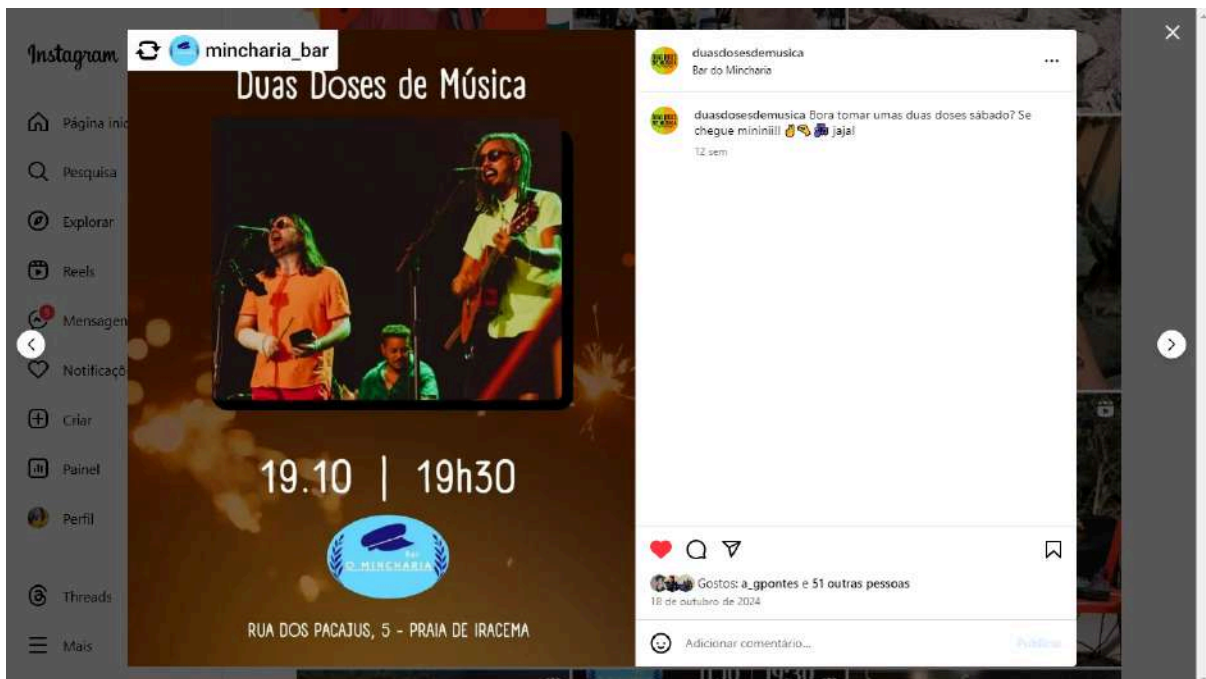 Instagram
Página inic
Pesquisa
Explorar
Reels
Mensagen
Notificaçõ
Criar
Painel
Perfil
Threads
Mais
mincharia_bar
Duas Doses de Música
19.10 | 19h30
Bar
O MINCHARIA
RUA DOS PACAJUS, 5 - PRAIA DE IRACEMA
duasdosesdemusica
Bar do Mincharia
duasdosesdemusica Bora tomar umas duas doses sábado? Se
chegue mininiill! ✌️👊🎆 jaja!
12 sem
Gostos: a_gpontes e 51 outras pessoas
18 de outubro de 2024
Adicionar comentário...
Publicar